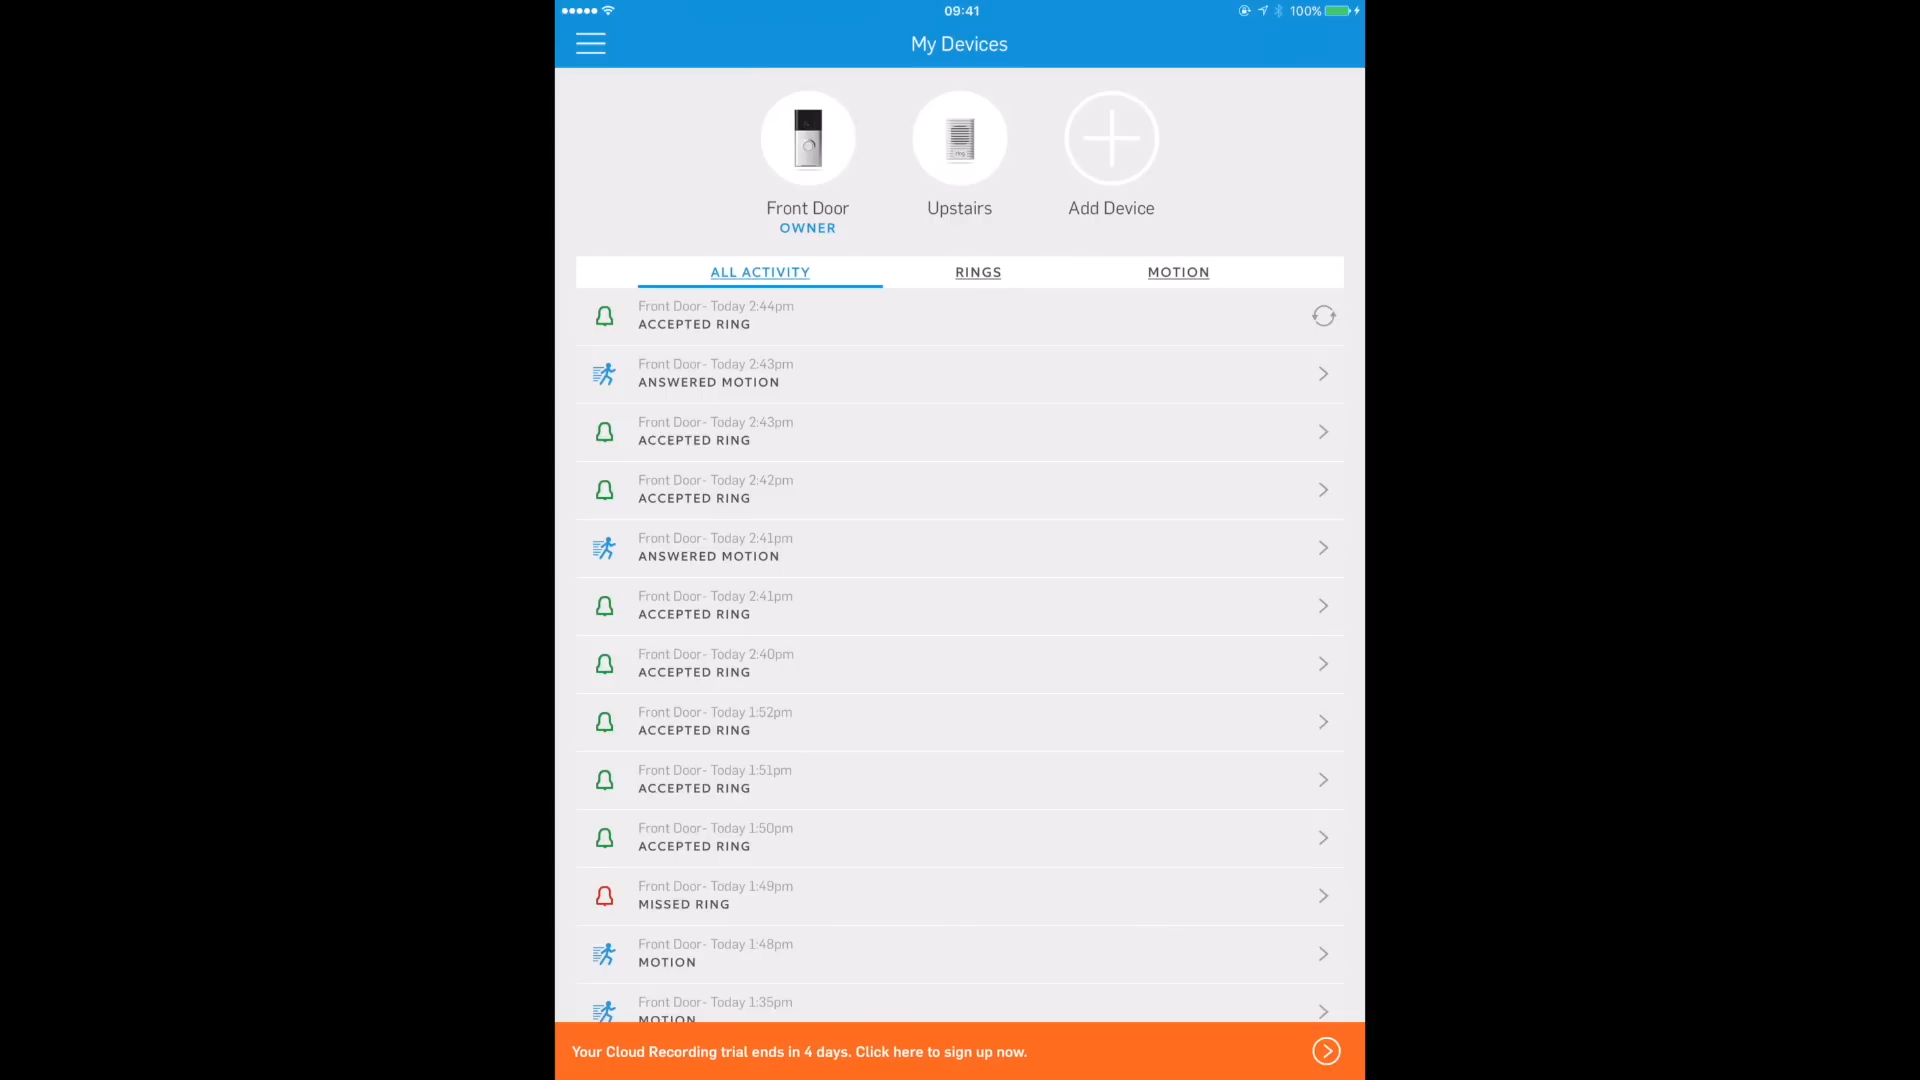 09:41
100%
My Devices
ring
Front Door
Upstairs
Add Device
OWNER
ALL ACTIVITY
RINGS
MOTION
Front Door- Today 2:44pm
ACCEPTED RING
Front Door- Today 2:43pm
ANSWERED MOTION
Front Door- Today 2:43pm
ACCEPTED RING
Front Door- Today 2:42pm
ACCEPTED RING
Front Door- Today 2:41pm
ANSWERED MOTION
Front Door- Today 2:41pm
ACCEPTED RING
Front Door- Today 2:40pm
ACCEPTED RING
Front Door- Today 1:52pm
ACCEPTED RING
Front Door- Today 1:51pm
ACCEPTED RING
Front Door- Today 1:50pm
ACCEPTED RING
Front Door- Today 1:49pm
MISSED RING
Front Door- Today 1:48pm
MOTION
Front Door- Today 1:35pm
MOTION
Your Cloud Recording trial ends in 4 days. Click here to sign up now.